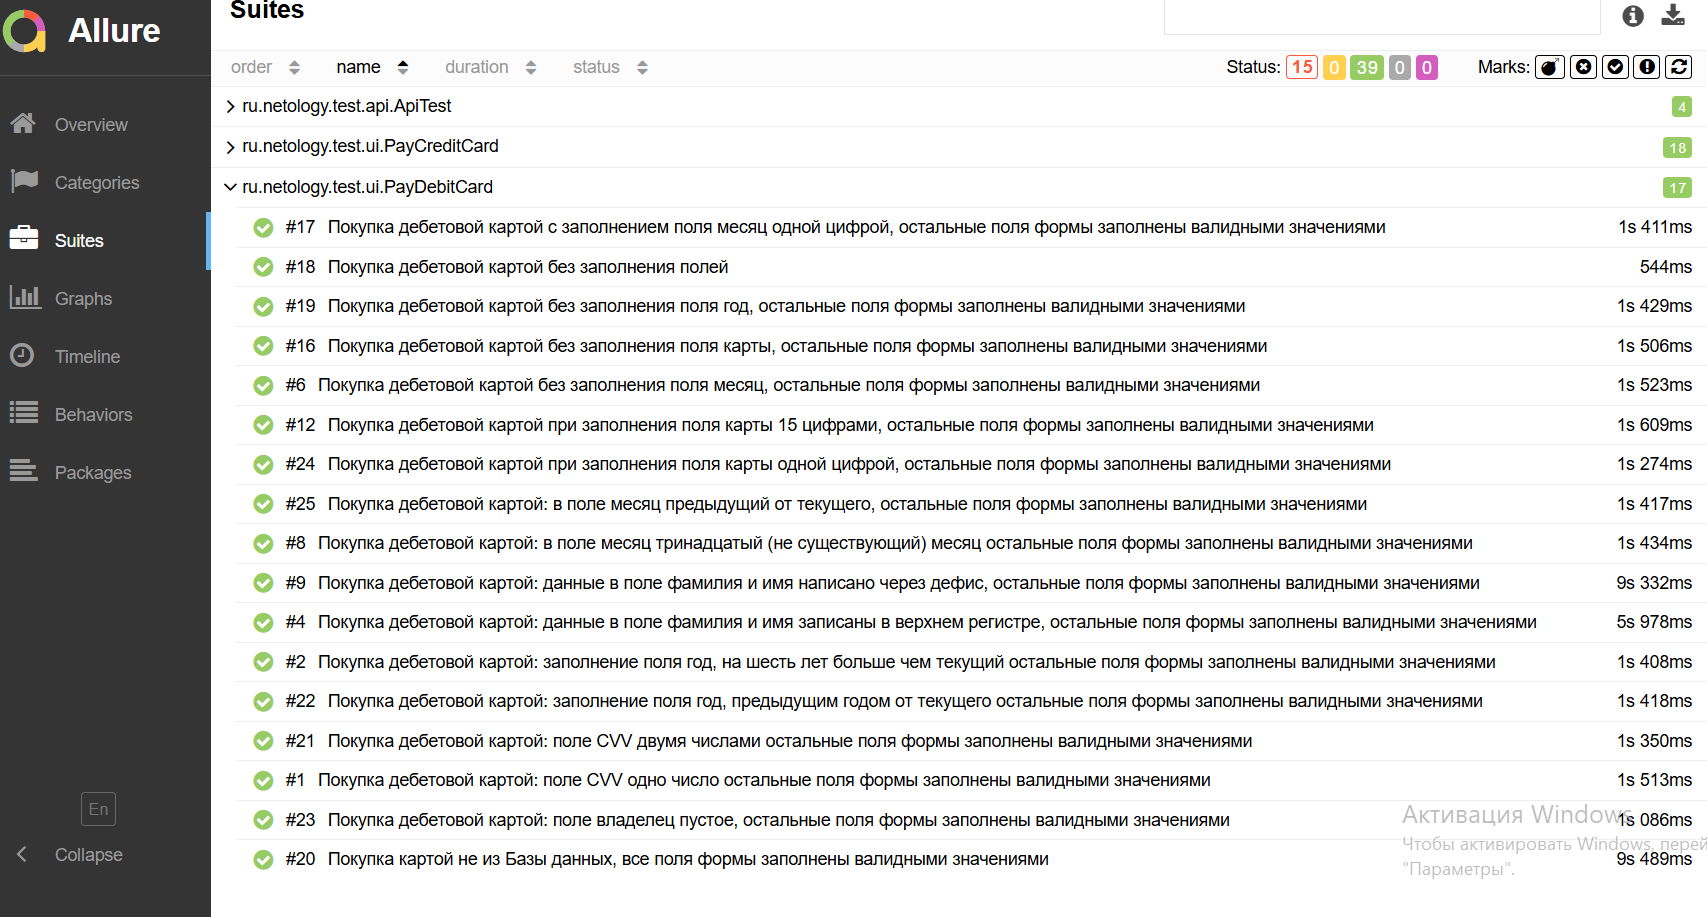 Suites
Allure
order name duration status Status: 15 0 39 0 0 Marks:
ru.netology.test.api.ApiTest 4
ru.netology.test.ui.PayCreditCard 18
ru.netology.test.ui.PayDebitCard 17
#17 Покупка дебетовой картой с заполнением поля месяц одной цифрой, остальные поля формы заполнены валидными значениями 1s 411ms
#18 Покупка дебетовой картой без заполнения полей 544ms
#19 Покупка дебетовой картой без заполнения поля год, остальные поля формы заполнены валидными значениями 1s 429ms
#16 Покупка дебетовой картой без заполнения поля карты, остальные поля формы заполнены валидными значениями 1s 506ms
#6 Покупка дебетовой картой без заполнения поля месяц, остальные поля формы заполнены валидными значениями 1s 523ms
#12 Покупка дебетовой картой при заполнения поля карты 15 цифрами, остальные поля формы заполнены валидными значениями 1s 609ms
#24 Покупка дебетовой картой при заполнения поля карты одной цифрой, остальные поля формы заполнены валидными значениями 1s 274ms
#25 Покупка дебетовой картой: в поле месяц предыдущий от текущего, остальные поля формы заполнены валидными значениями 1s 417ms
#8 Покупка дебетовой картой: в поле месяц тринадцатый (не существующий) месяц остальные поля формы заполнены валидными значениями 1s 434ms
#9 Покупка дебетовой картой: данные в поле фамилия и имя написано через дефис, остальные поля формы заполнены валидными значениями 9s 332ms
#4 Покупка дебетовой картой: данные в поле фамилия и имя записаны в верхнем регистре, остальные поля формы заполнены валидными значениями 5s 978ms
#2 Покупка дебетовой картой: заполнение поля год, на шесть лет больше чем текущий остальные поля формы заполнены валидными значениями 1s 408ms
#22 Покупка дебетовой картой: заполнение поля год, предыдущим годом от текущего остальные поля формы заполнены валидными значениями 1s 418ms
#21 Покупка дебетовой картой: поле CVV двумя числами остальные поля формы заполнены валидными значениями 1s 350ms
#1 Покупка дебетовой картой: поле CVV одно число остальные поля формы заполнены валидными значениями 1s 513ms
#23 Покупка дебетовой картой: поле владелец пустое, остальные поля формы заполнены валидными значениями 1s 086ms
#20 Покупка картой не из Базы данных, все поля формы заполнены валидными значениями 9s 489ms
Overview
Categories
Suites
Graphs
Timeline
Behaviors
Packages
En
Collapse
Активация Windows
Чтобы активировать Windows, перей
"Параметры".